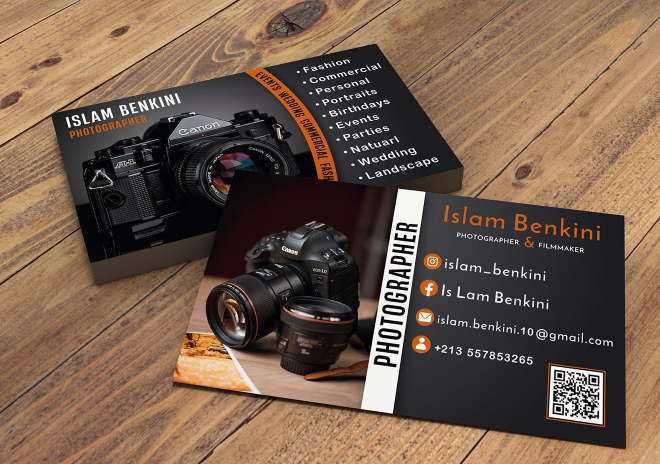 ISLAM BENKINI
PHOTOGRAPHER
Canon
EVENTS WEDDING COMMERCIAL FASH
• Fashion
• Commercial
• Personal
• Portraits
• Birthdays
• Events
• Parties
• Natuarl
• Wedding
• Landscape
Canon
PHOTOGRAPHER
Islam Benkini
PHOTOGRAPHER & FILMMAKER
islam_benkini
Is Lam Benkini
islam.benkini.10@gmail.com
+213 557853265